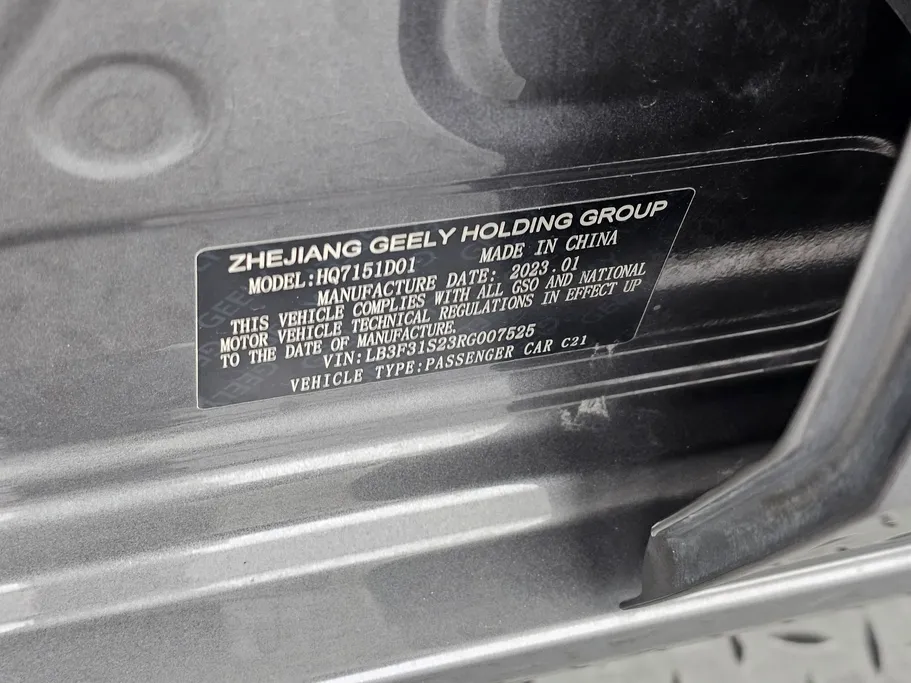 ZHEJIANG GEELY HOLDING GROUP
MODEL:HQ7151D01 MADE IN CHINA
MANUFACTURE DATE: 2023.01
THIS VEHICLE COMPLIES WITH ALL GSO AND NATIONAL
MOTOR VEHICLE TECHNICAL REGULATIONS IN EFFECT UP
TO THE DATE OF MANUFACTURE.
VIN:LB3F31S23RG007525
VEHICLE TYPE:PASSENGER CAR C21